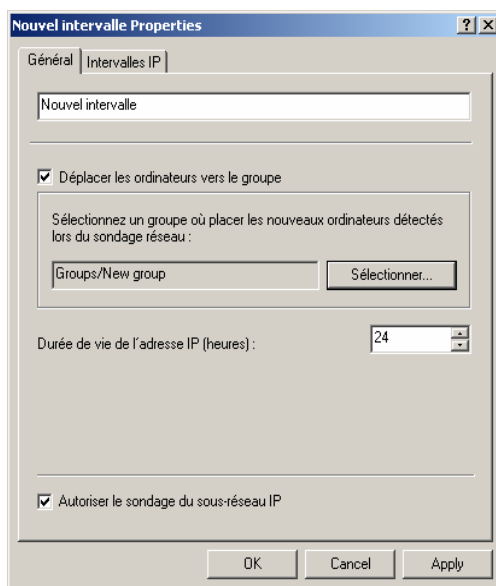 Nouvel intervalle Properties
Général
Intervalles IP
Nouvel intervalle
Déplacer les ordinateurs vers le groupe
Sélectionnez un groupe où placer les nouveaux ordinateurs détectés
lors du sondage réseau :
Groups/New group
Sélectionner...
Durée de vie de l'adresse IP (heures) :
24
Autoriser le sondage du sous-réseau IP
OK
Cancel
Apply